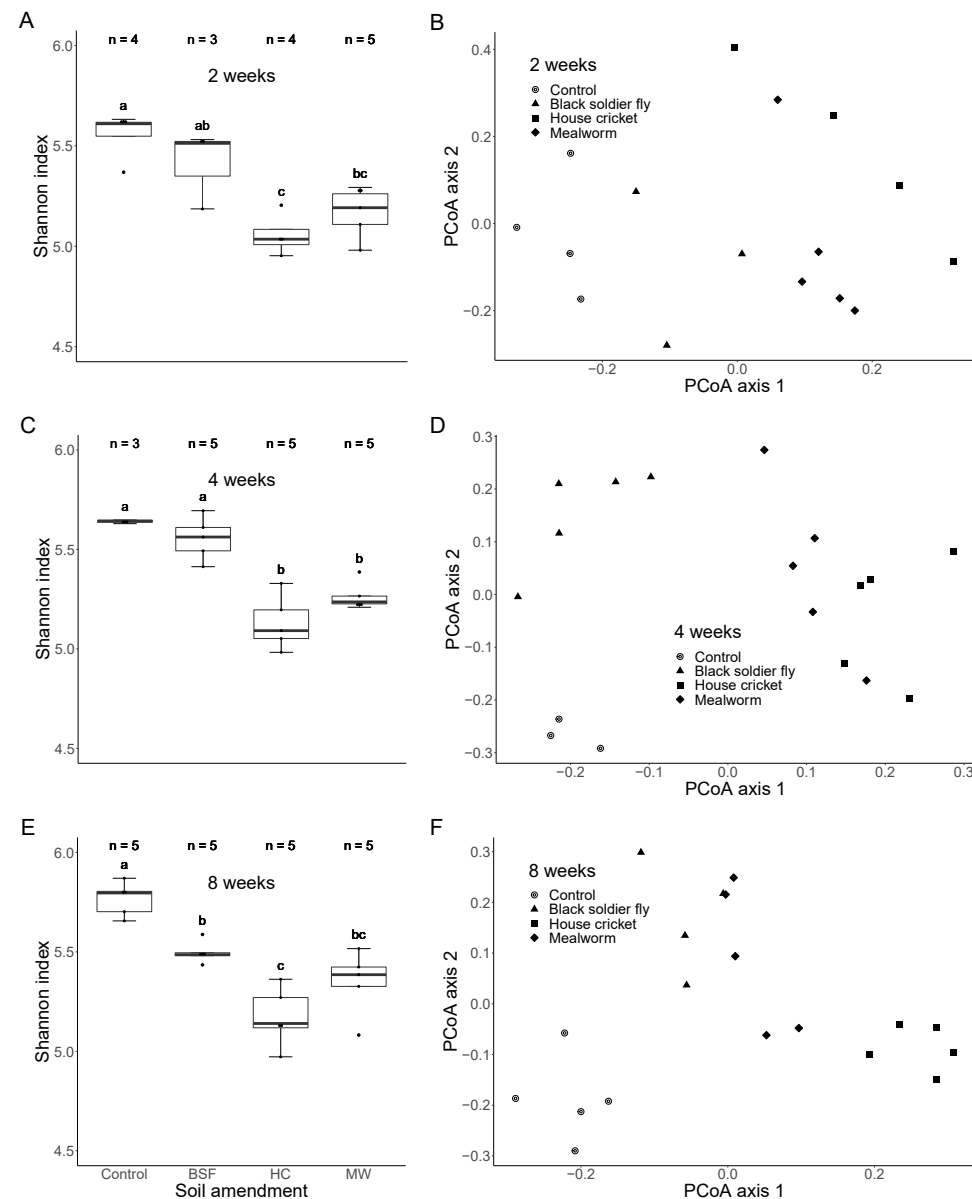 A
n = 4 n = 3 n = 4 n = 5
2 weeks
a ab c bc
6.0
5.5
5.0
4.5
Shannon index
B
2 weeks
Control
Black soldier fly
House cricket
Mealworm
0.4
0.2
0.0
−0.2
PCoA axis 2
−0.2 0.0 0.2
PCoA axis 1
C
n = 3 n = 5 n = 5 n = 5
4 weeks
a a b b
6.0
5.5
5.0
4.5
Shannon index
D
0.3
0.2
0.1
0.0
−0.1
−0.2
−0.3
PCoA axis 2
4 weeks
Control
Black soldier fly
House cricket
Mealworm
−0.2 −0.1 0.0 0.1 0.2 0.3
PCoA axis 1
E
n = 5 n = 5 n = 5 n = 5
8 weeks
a b c bc
6.0
5.5
5.0
4.5
Shannon index
Control BSF HC MW
Soil amendment
F
8 weeks
Control
Black soldier fly
House cricket
Mealworm
0.3
0.2
0.1
0.0
−0.1
−0.2
−0.3
PCoA axis 2
−0.2 0.0 0.2
PCoA axis 1